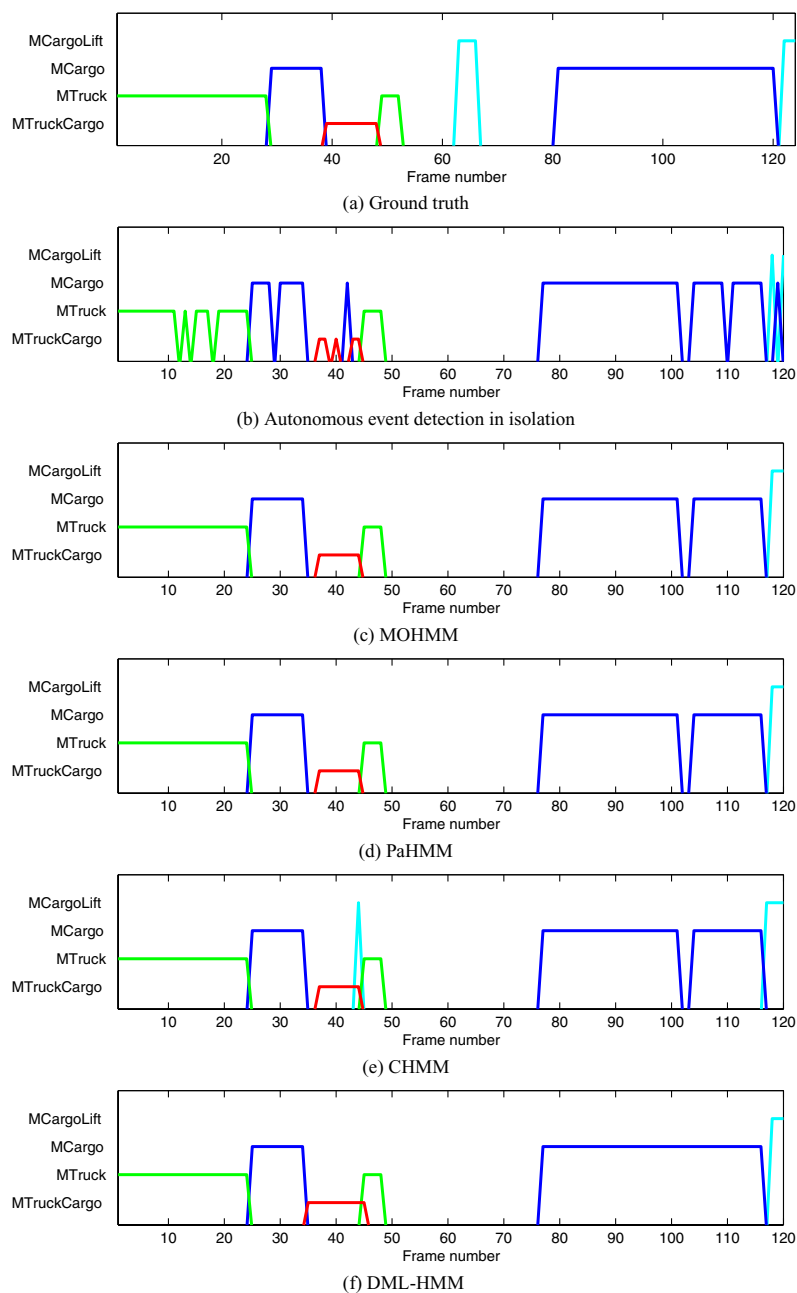 MCargoLift
MCargo
MTruck
MTruckCargo
20 40 60 80 100 120
Frame number
(a) Ground truth
MCargoLift
MCargo
MTruck
MTruckCargo
10 20 30 40 50 60 70 80 90 100 110 120
Frame number
(b) Autonomous event detection in isolation
MCargoLift
MCargo
MTruck
MTruckCargo
10 20 30 40 50 60 70 80 90 100 110 120
Frame number
(c) MOHMM
MCargoLift
MCargo
MTruck
MTruckCargo
10 20 30 40 50 60 70 80 90 100 110 120
Frame number
(d) PaHMM
MCargoLift
MCargo
MTruck
MTruckCargo
10 20 30 40 50 60 70 80 90 100 110 120
Frame number
(e) CHMM
MCargoLift
MCargo
MTruck
MTruckCargo
10 20 30 40 50 60 70 80 90 100 110 120
Frame number
(f) DML-HMM